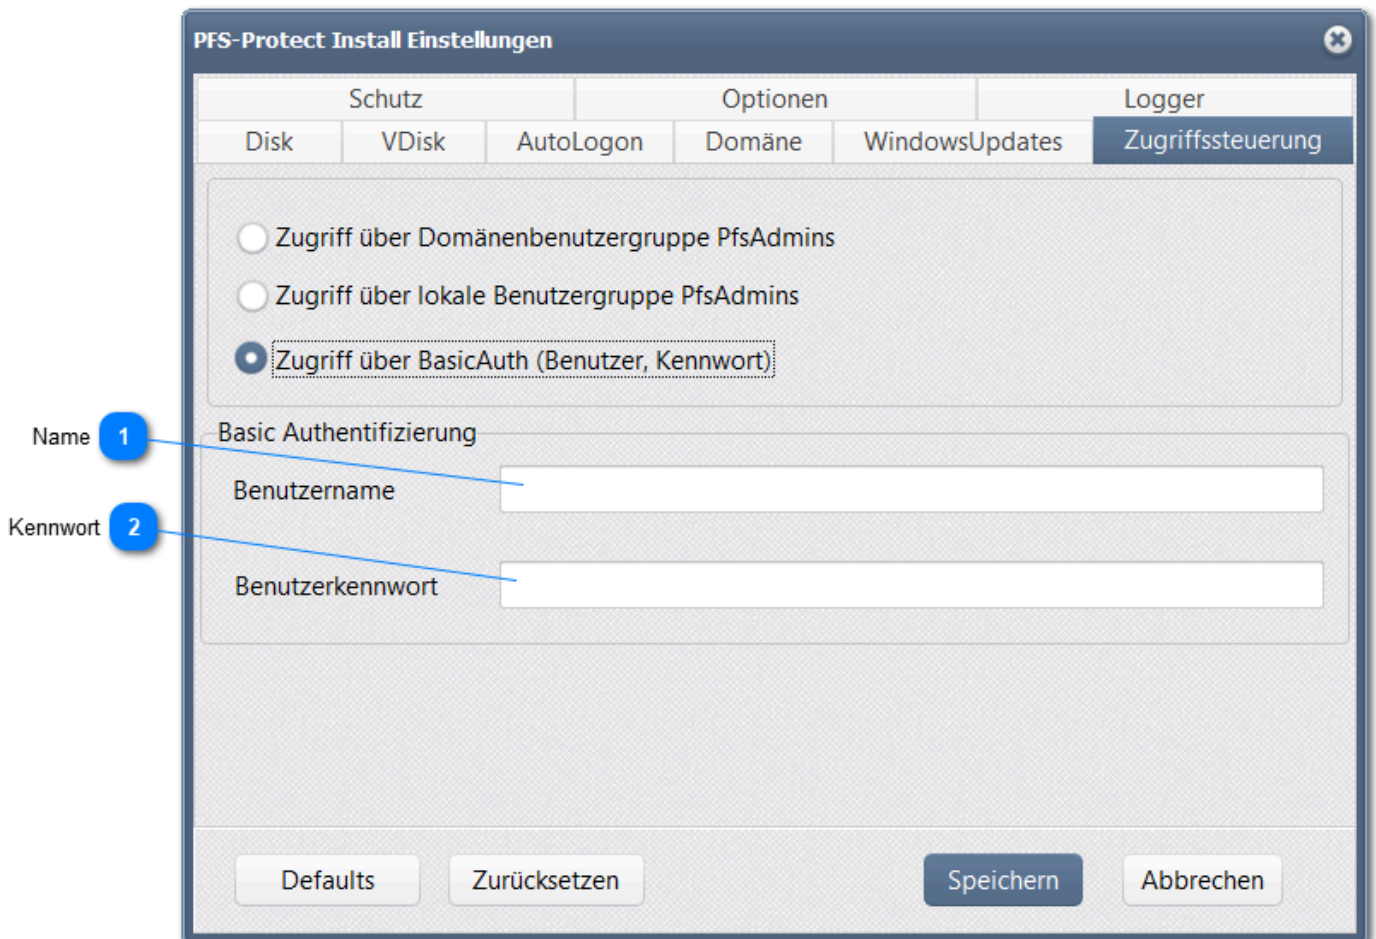 PFS-Protect Install Einstellungen
Schutz Optionen Logger
Disk VDisk AutoLogon Domäne WindowsUpdates Zugriffssteuerung
Zugriff über Domänenbenutzergruppe PfsAdmins
Zugriff über lokale Benutzergruppe PfsAdmins
Zugriff über BasicAuth (Benutzer, Kennwort)
Basic Authentifizierung
Name 1
Benutzername
Kennwort 2
Benutzerkennwort
Defaults Zurücksetzen Speichern Abbrechen